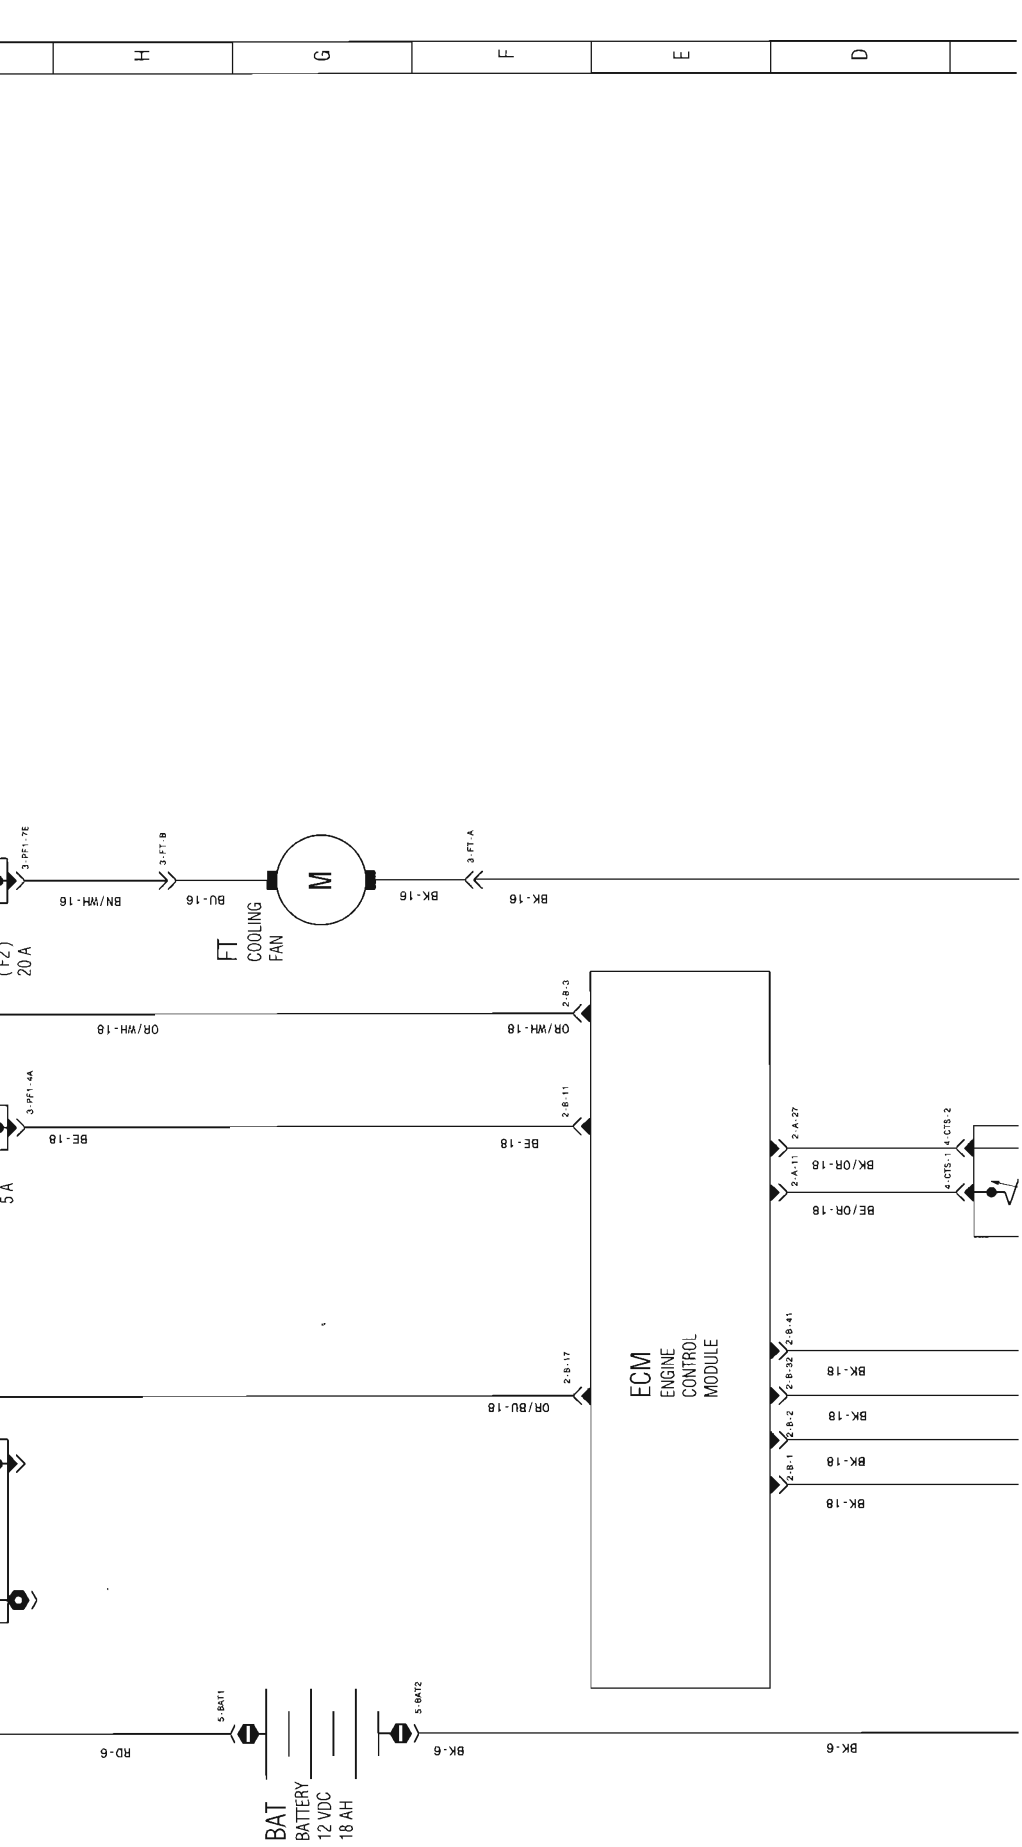 H
G
F
E
D
3-PF1-7E
3-FT-B
3-FT-A
BN/WH-16
BU-16
M
BK-16
BK-16
(F2)
20 A
FT
COOLING
FAN
2-B-3
OR/WH-18
OR/WH-18
3-PF1-4A
2-B-11
BE-18
BE-18
5 A
2-A-27
4-CTS-2
BK/OR-18
2-A-11
4-CTS-1
BE/OR-18
2-B-17
OR/BU-18
ECM
ENGINE
CONTROL
MODULE
2-B-41
BK-18
2-B-32
BK-18
2-B-2
BK-18
2-B-1
BK-18
5-BAT1
5-BAT2
RD-6
BK-6
BK-6
BAT
BATTERY
12 VDC
18 AH